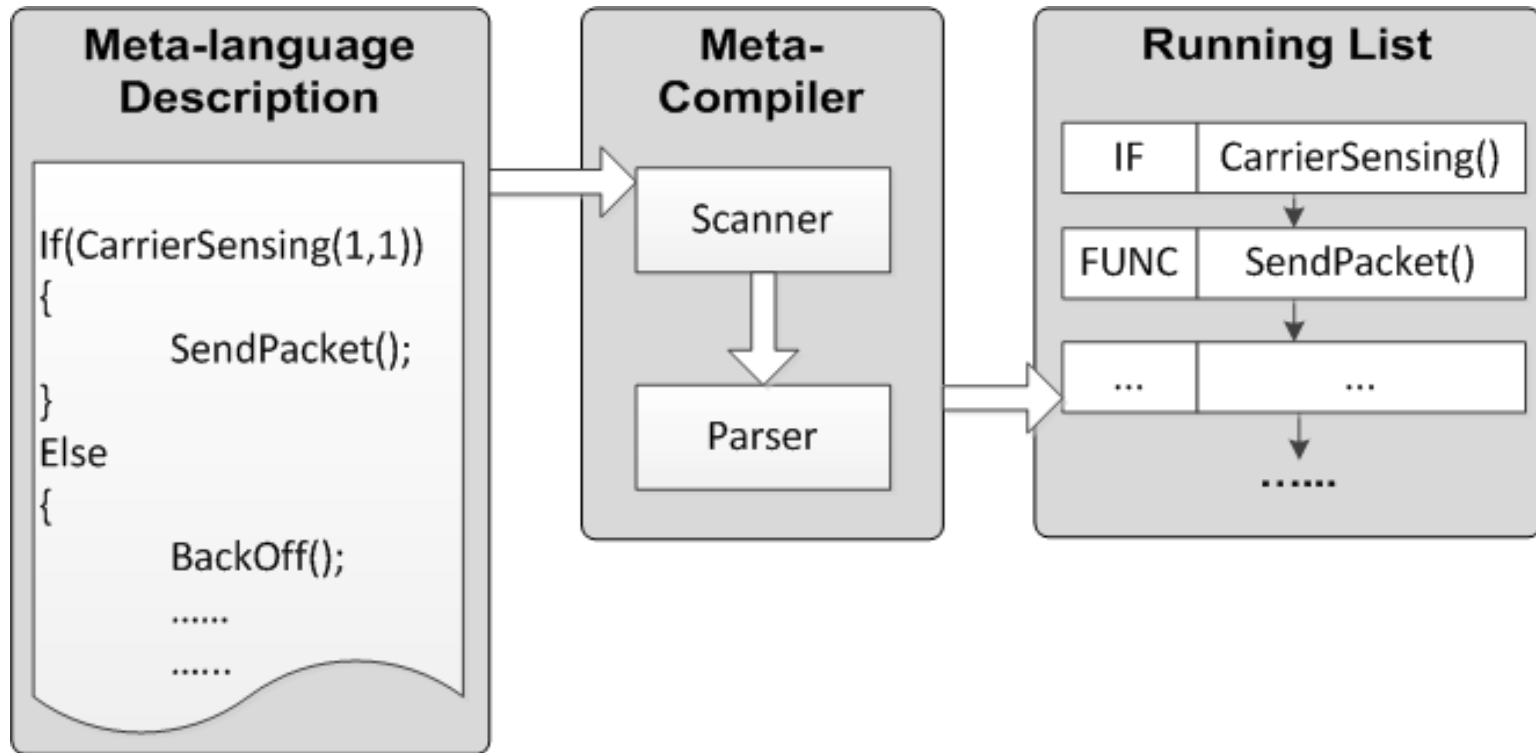 Meta-language
Description
If(CarrierSensing(1,1))
{
SendPacket();
}
Else
{
BackOff();
......
......
Meta-
Compiler
Scanner
Parser
Running List
IF CarrierSensing()
FUNC SendPacket()
... ...
.......